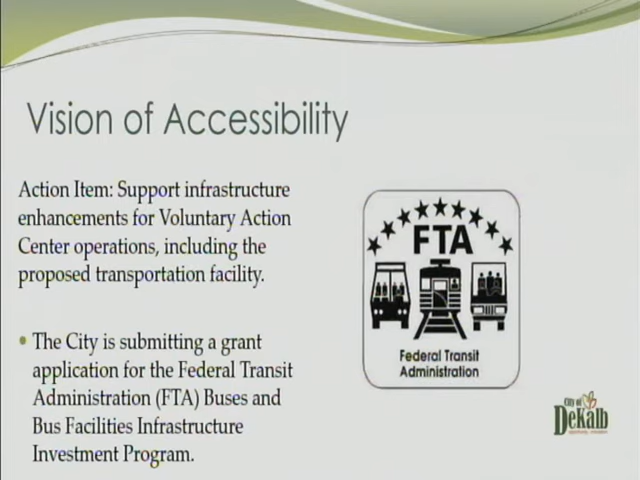 Vision of Accessibility
Action Item: Support infrastructure
enhancements for Voluntary Action
Center operations, including the
proposed transportation facility.
• The City is submitting a grant
application for the Federal Transit
Administration (FTA) Buses and
Bus Facilities Infrastructure
Investment Program.
FTA
Federal Transit
Administration
City of
DeKalb